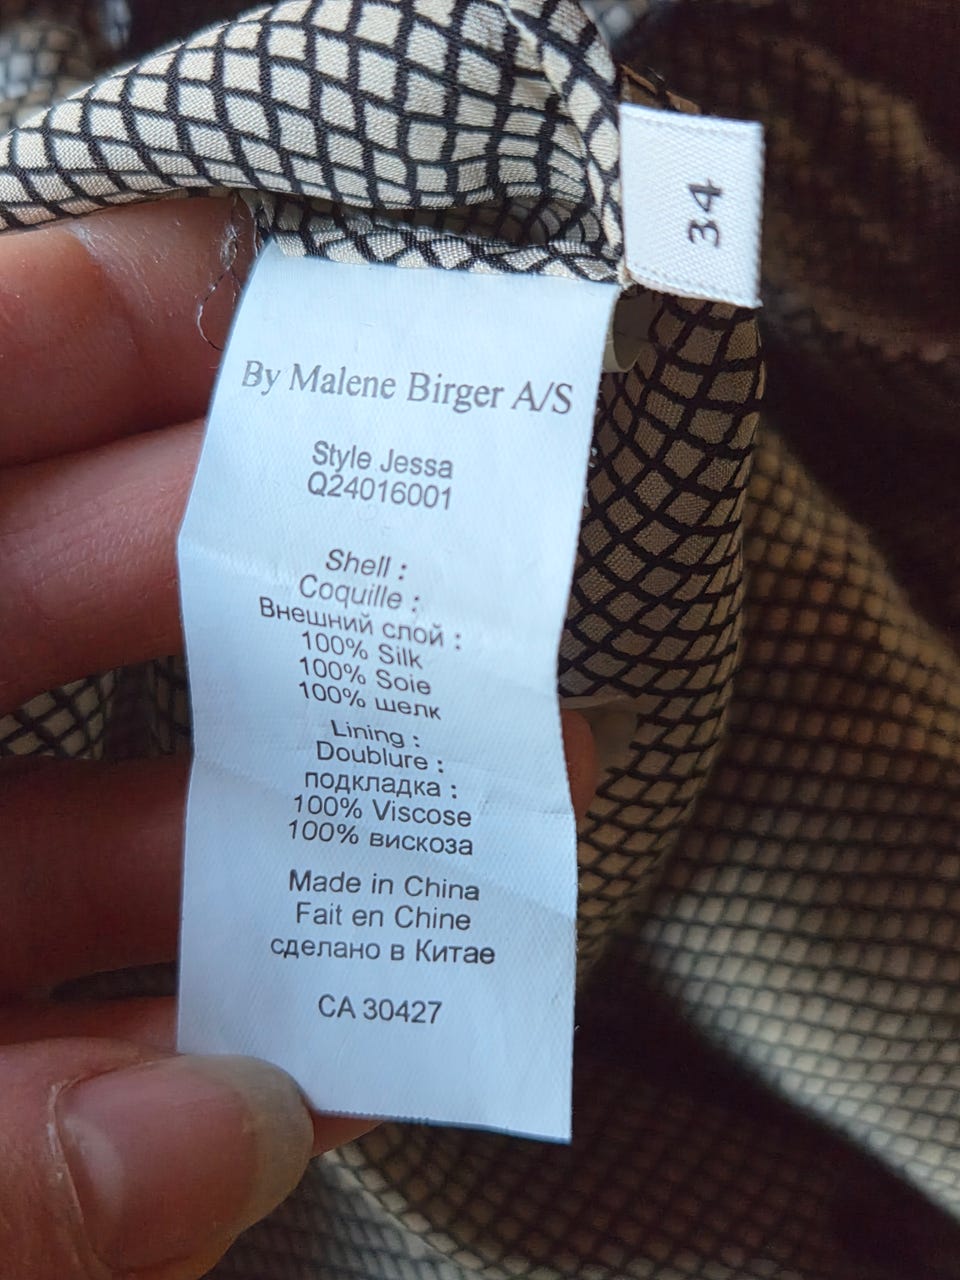 34
By Malene Birger A/S
Style Jessa
Q24016001
Shell :
Coquille :
Внешний слой :
100% Silk
100% Soie
100% шелк
Lining :
Doublure :
подкладка :
100% Viscose
100% вискоза
Made in China
Fait en Chine
сделано в Китае
CA 30427